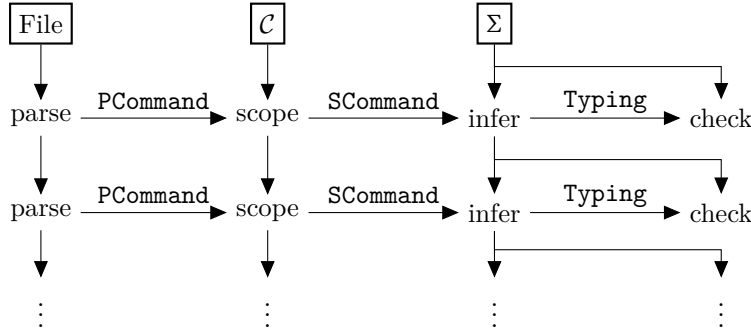 File 𝒞 Σ
PCommand SCommand Typing
parse scope infer check
PCommand SCommand Typing
parse scope infer check
⋮ ⋮ ⋮ ⋮